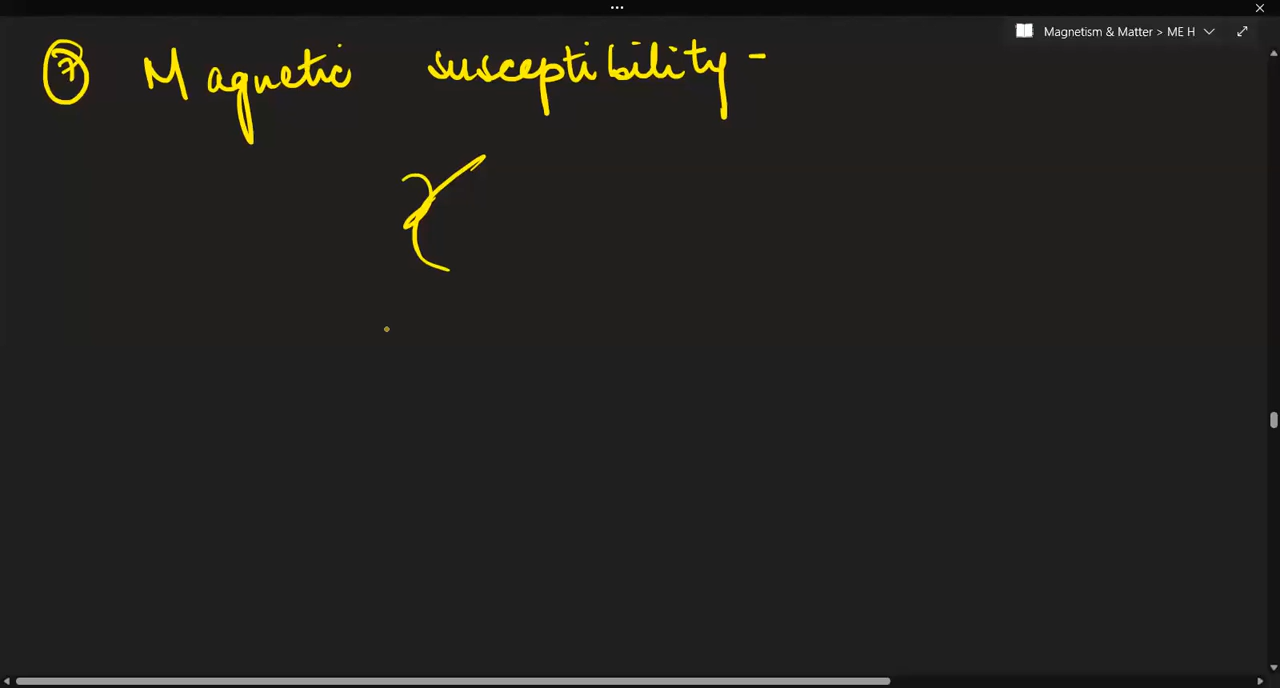 Magnetism & Matter > ME H
⑦ Magnetic susceptibility -
χ